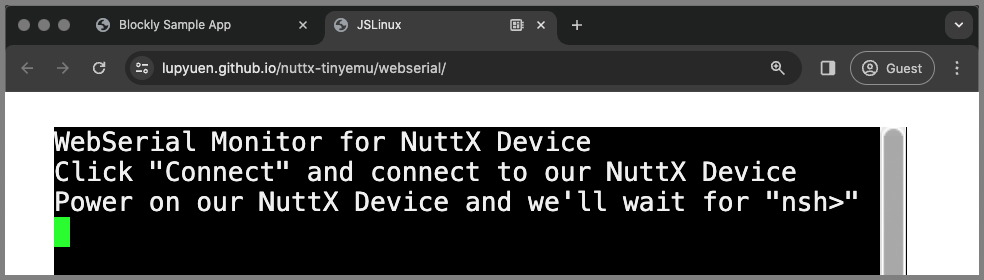 Blockly Sample App
JSLinux
lupyuen.github.io/nuttx-tinyemu/webserial/
Guest
WebSerial Monitor for NuttX Device
Click "Connect" and connect to our NuttX Device
Power on our NuttX Device and we'll wait for "nsh>"